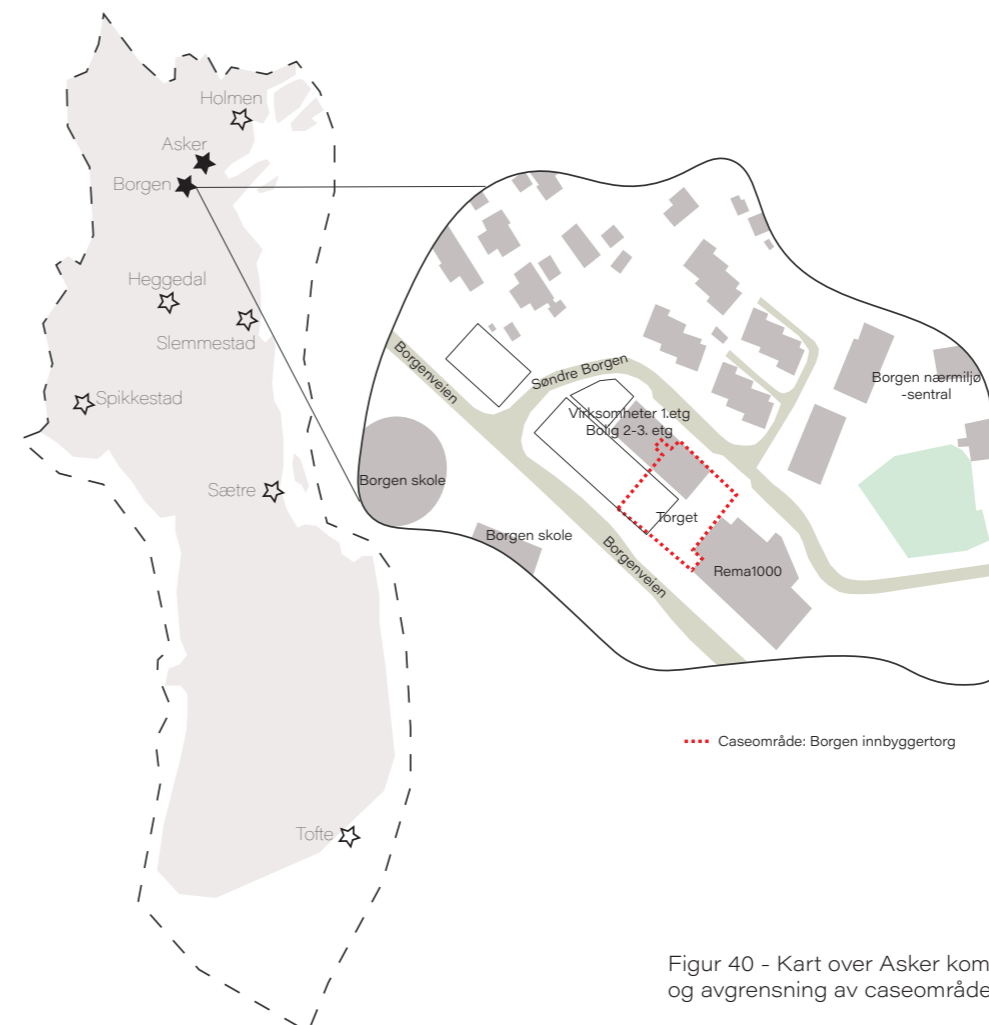 Holmen
Asker
Borgen
Heggedal
Slemmestad
Spikkestad
Sætre
Tofte
Borgenveien
Søndre Borgen
Virksomheter 1.etg
Bolig 2-3. etg
Borgen nærmiljø
-sentral
Borgen skole
Borgen skole
Torget
Borgenveien
Rema1000
Caseområde: Borgen innbyggertorg
Figur 40 - Kart over Asker kom
og avgrensning av caseområde